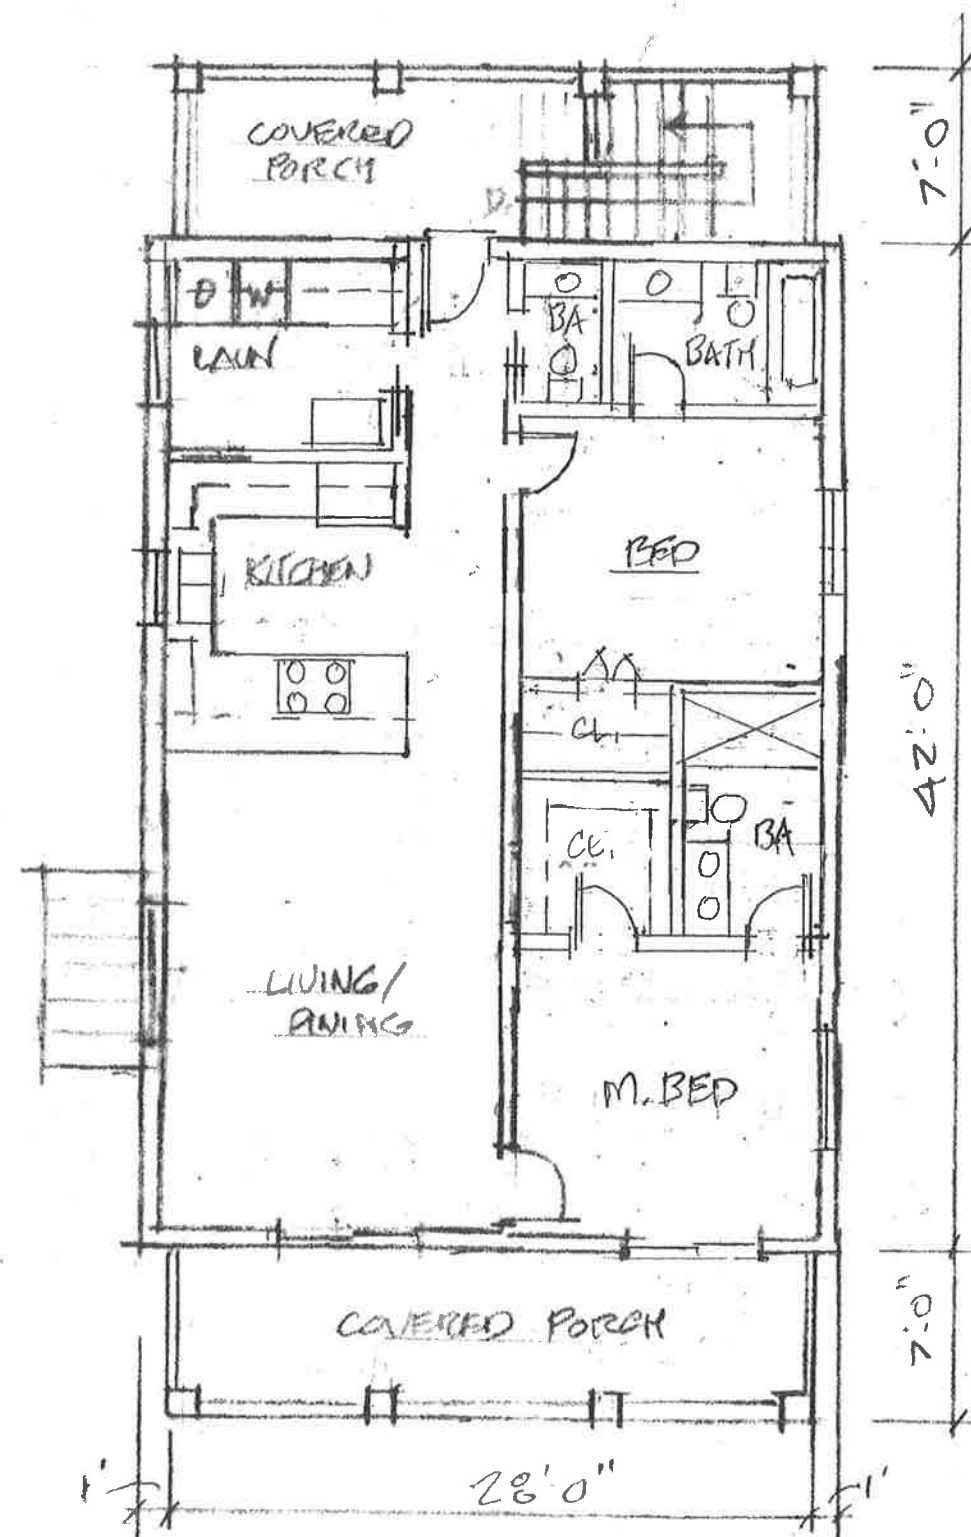 COVERED
PORCH
7'-0"
D.
D
W
LAUN
BA
BATH
BED
KITCHEN
CL.
42'-0"
CL.
BA
LIVING/
DINING
M. BED
COVERED PORCH
7'-0"
1'
28'-0"
1'